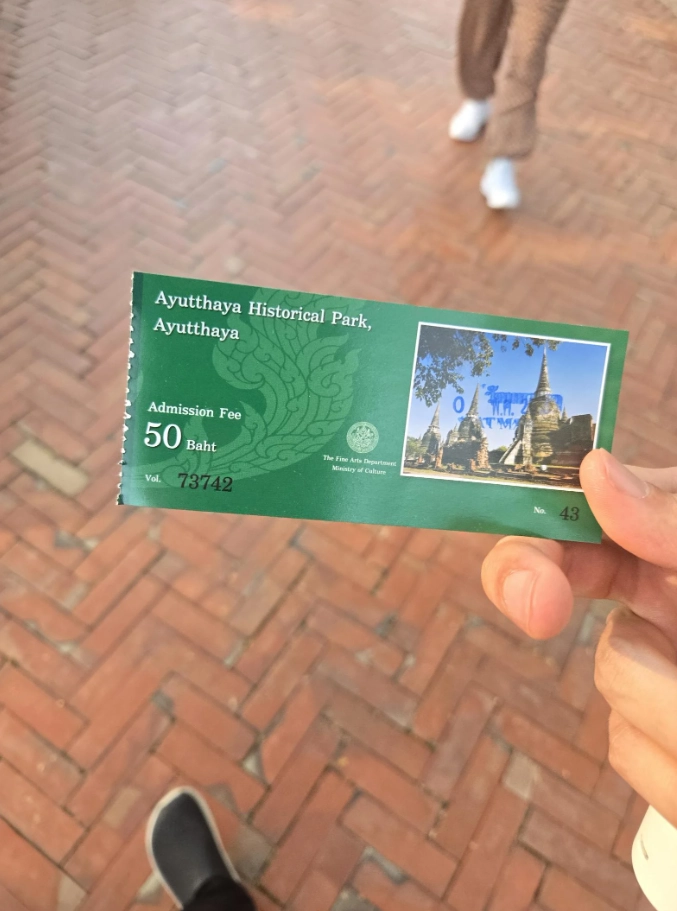 Ayutthaya Historical Park,
Ayutthaya
Admission Fee
50 Baht
The Fine Arts Department
Ministry of Culture
Vol. 73742
No. 43